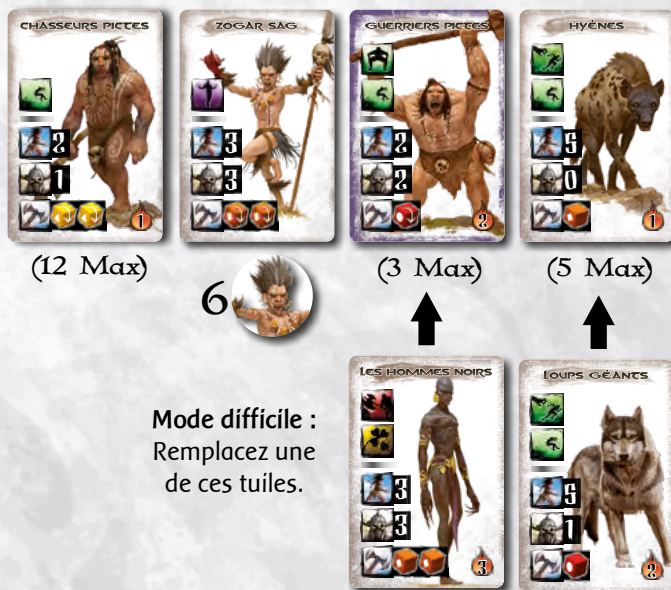 CHASSEURS PICTES
2
1
1
ZOGAR SAG
3
3
GUERRIERS PICTES
2
2
2
HYÈNES
5
0
1
(12 Max)
6
(3 Max)
(5 Max)
Mode difficile :
Remplacez une
de ces tuiles.
LES HOMMES NOIRS
3
3
3
LOUPS GÉANTS
5
1
2